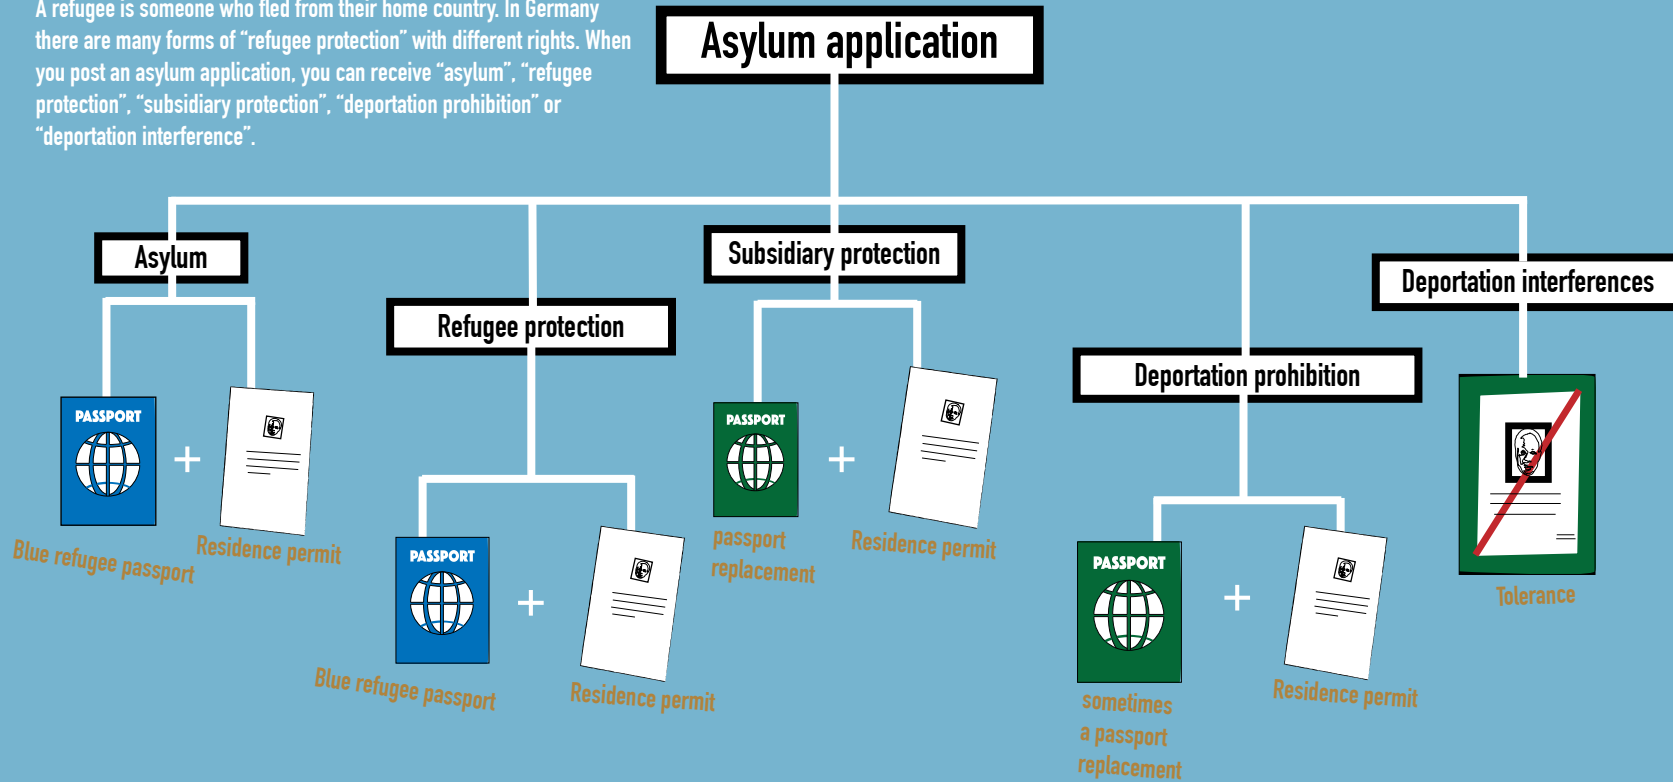 A refugee is someone who fled from their home country. In Germany
there are many forms of “refugee protection” with different rights. When
you post an asylum application, you can receive “asylum”, “refugee
protection”, “subsidiary protection”, “deportation prohibition” or
“deportation interference”.
Asylum application
Asylum
Refugee protection
Subsidiary protection
Deportation prohibition
Deportation interferences
PASSPORT
+
Blue refugee passport
Residence permit
PASSPORT
+
Blue refugee passport
Residence permit
PASSPORT
+
passport
replacement
Residence permit
PASSPORT
+
sometimes
a passport
replacement
Residence permit
Tolerance